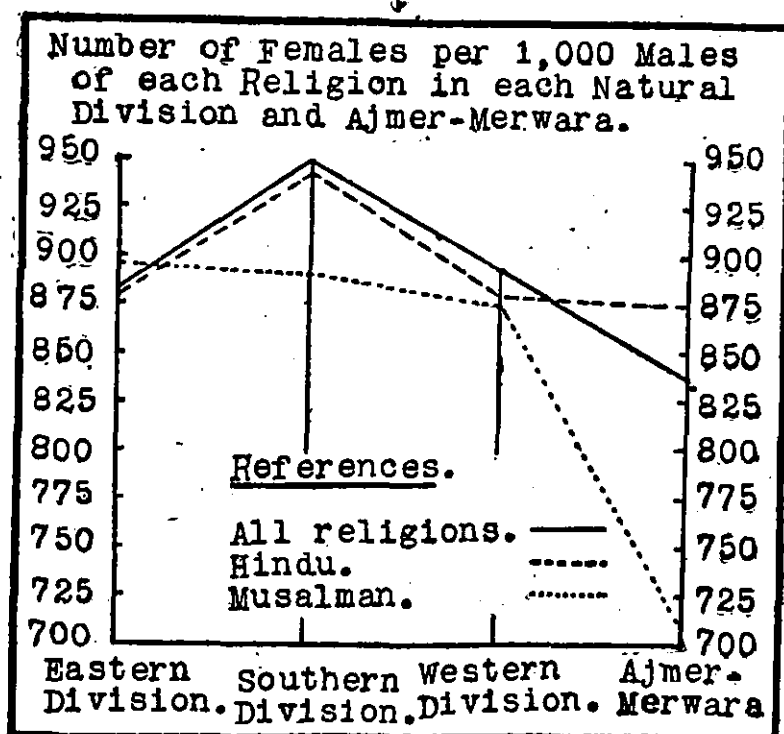 Number of Females per 1,000 Males
of each Religion in each Natural
Division and Ajmer-Merwara.
950 950
925 925
900 900
875 875
850 850
825 825
800 800
775 775
750 750
725 725
700 700
References.
All religions.
Hindu.
Musalman.
Eastern Division.
Southern Division.
Western Division.
Ajmer-
Merwara